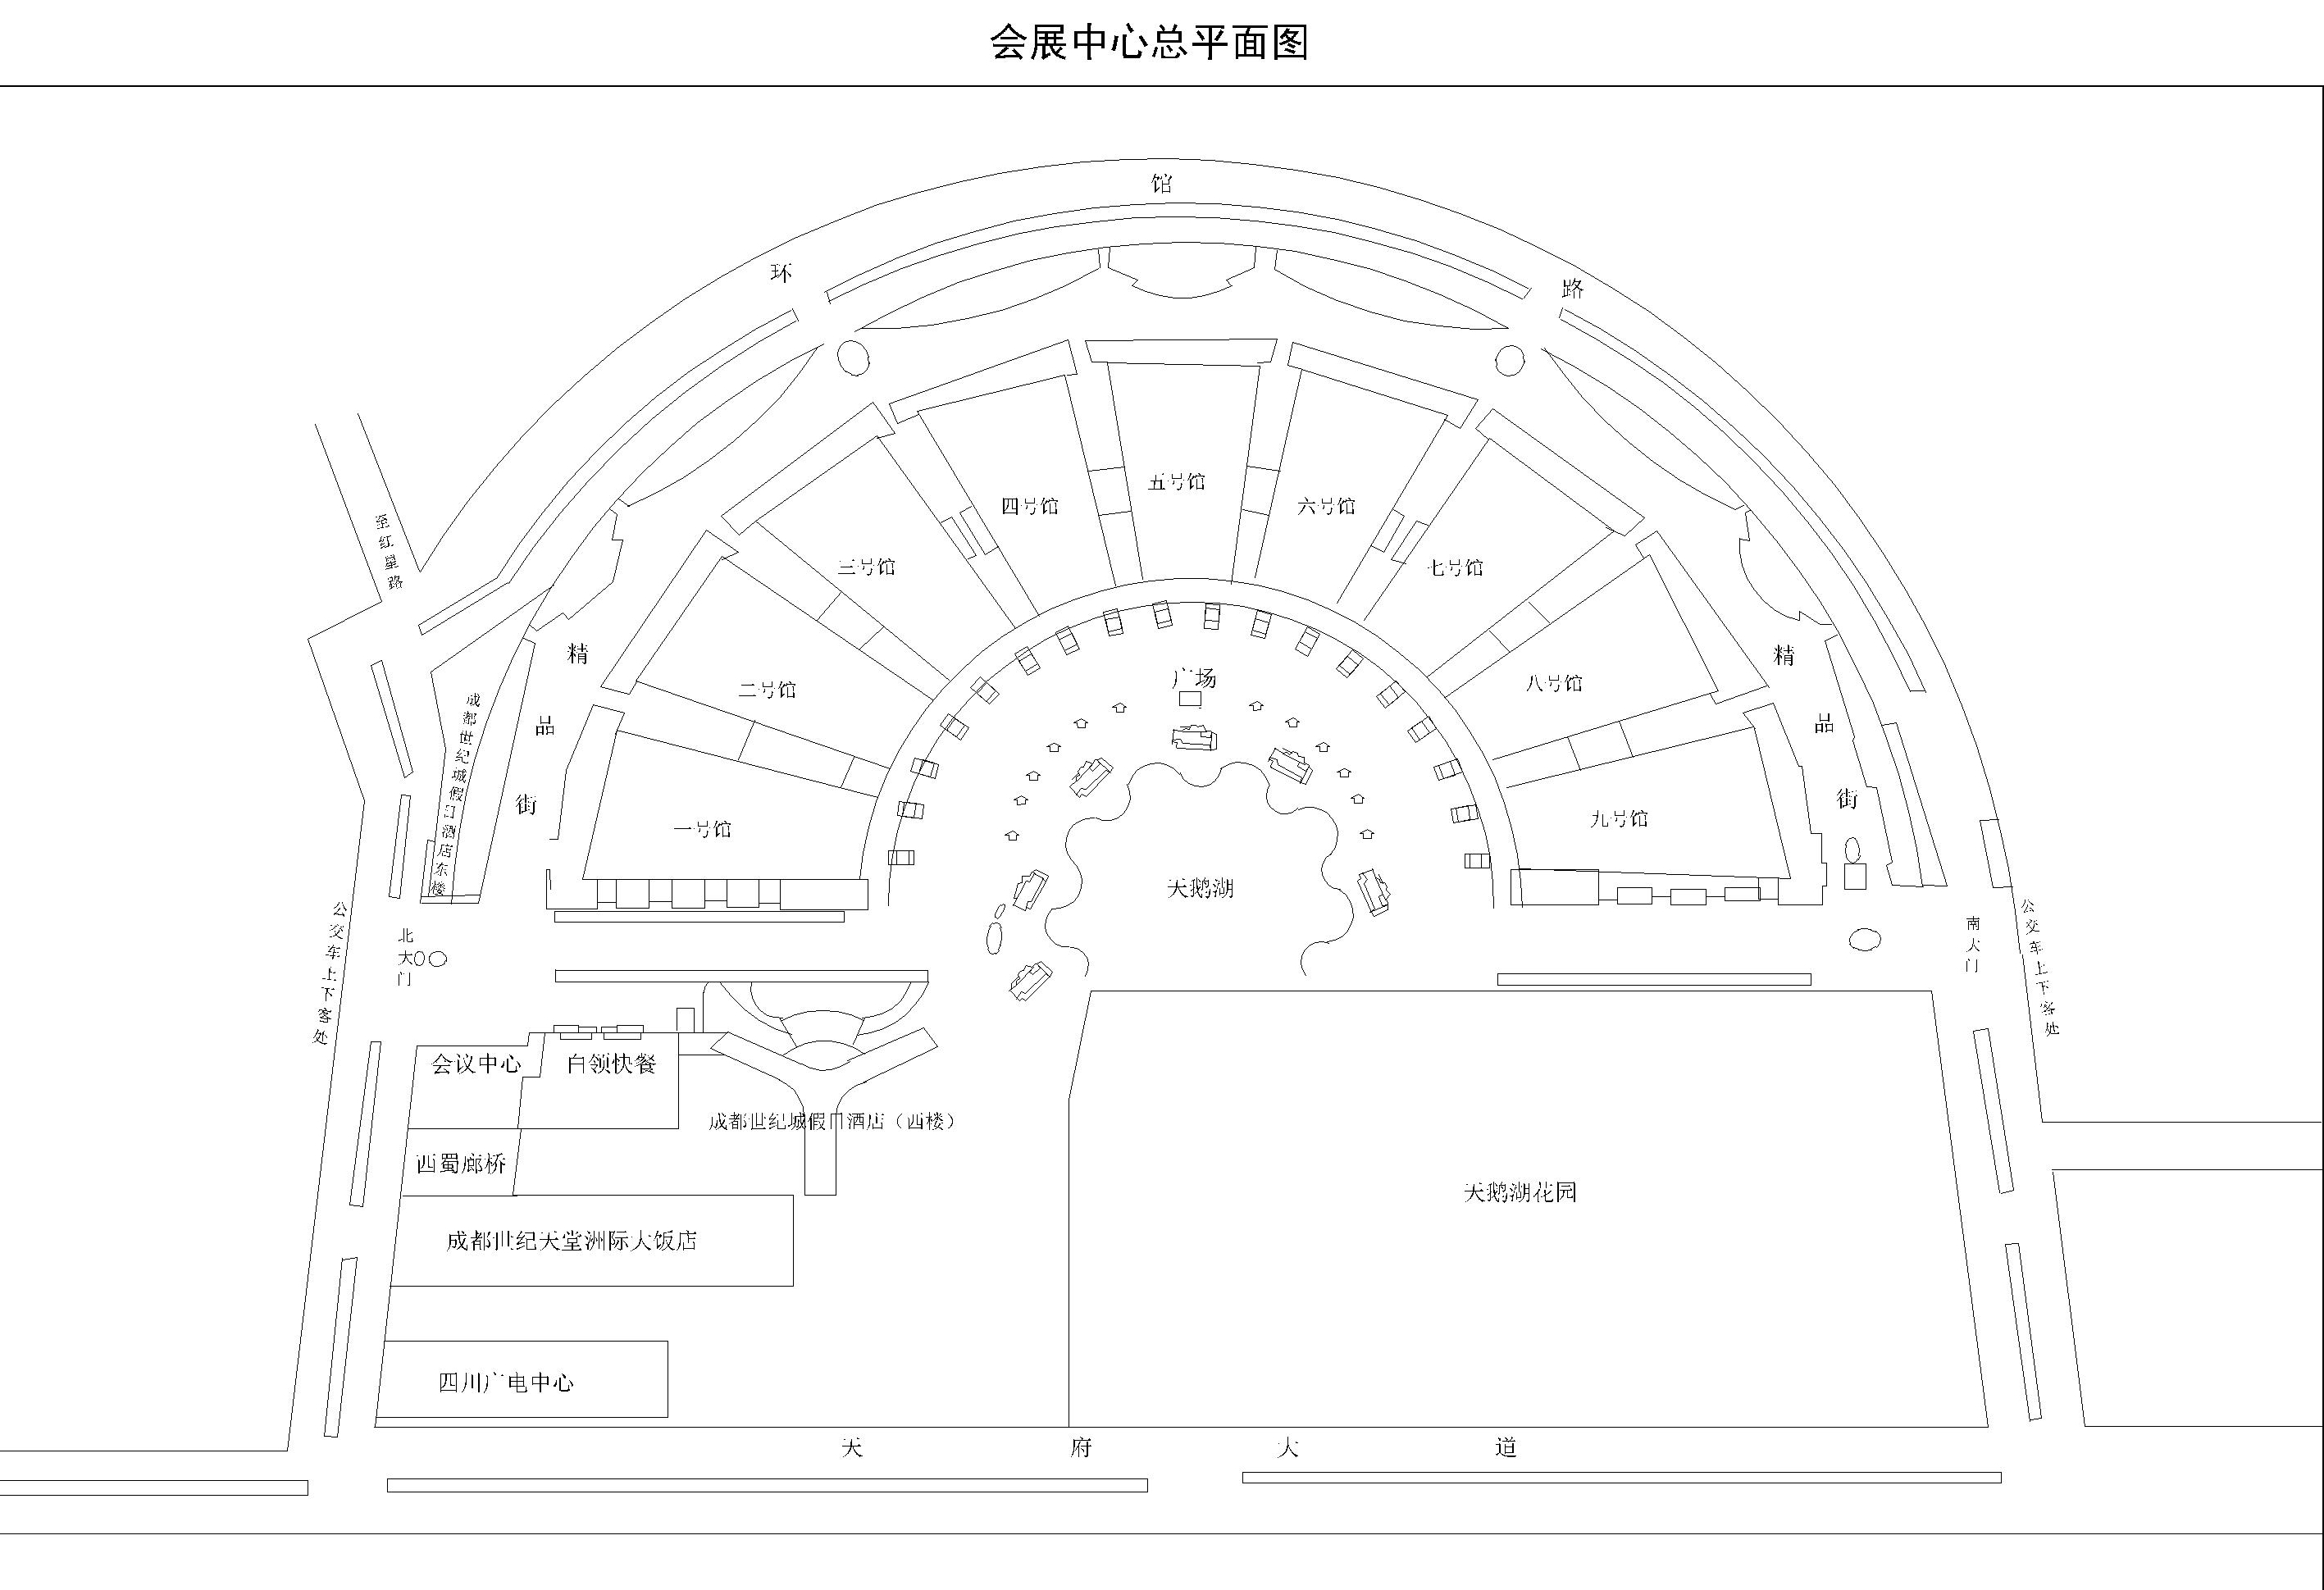 会展中心总平面图
环馆路
至红星路
四号馆
五号馆
六号馆
三号馆
七号馆
二号馆
八号馆
一号馆
九号馆
精品街
精品街
广场
天鹅湖
成都世纪城假日酒店东楼
公交车上下客处
北大门
南大门
公交车上下客处
会议中心
白领快餐
成都世纪城假日酒店（西楼）
西蜀廊桥
成都世纪天堂洲际大饭店
天鹅湖花园
四川广电中心
天府大道